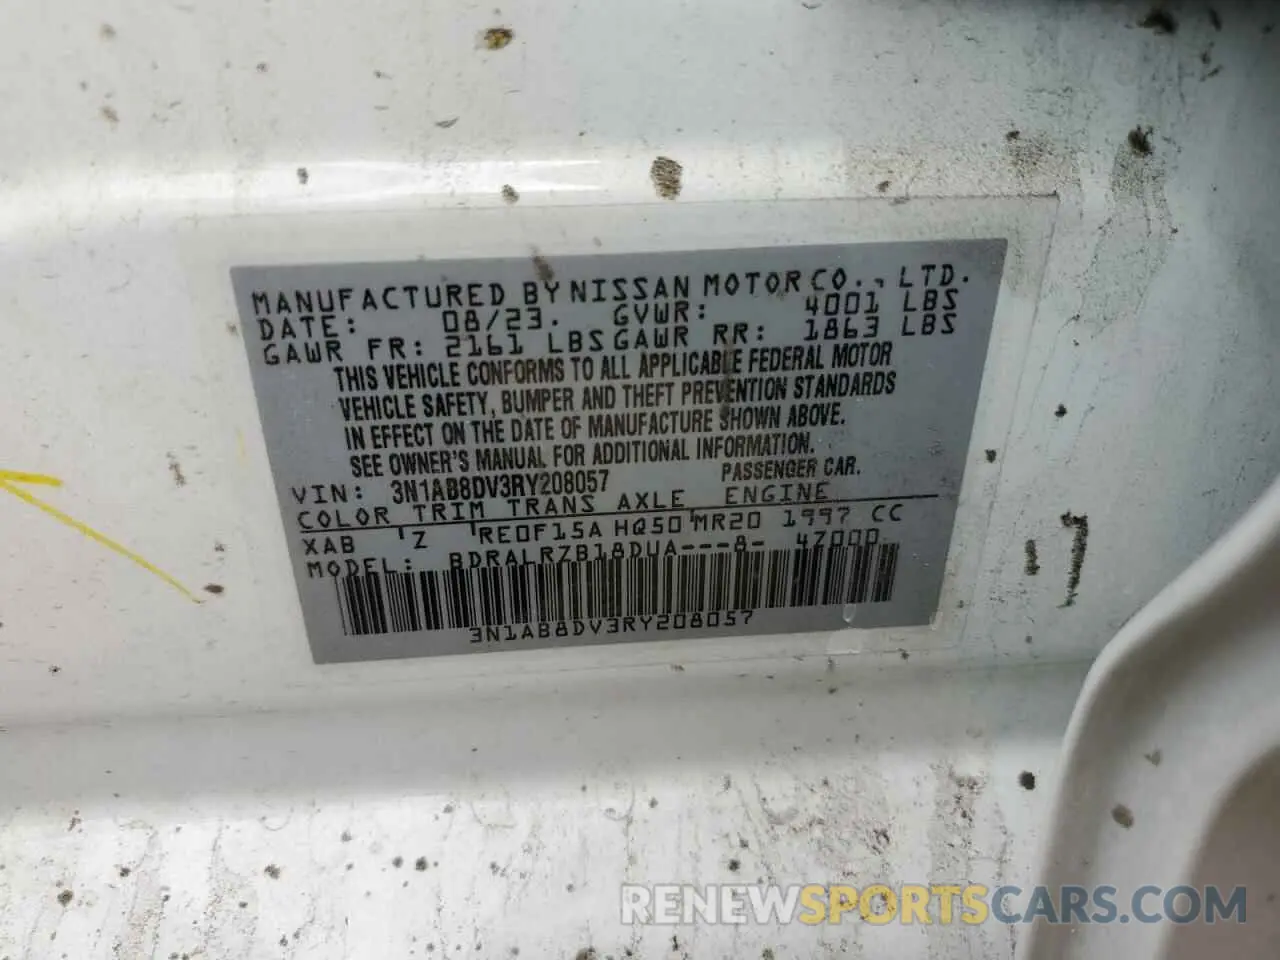 MANUFACTURED BY NISSAN MOTOR CO., LTD.
DATE: 08/23. GVWR: 4001 LBS
GAWR FR: 2161 LBS GAWR RR: 1863 LBS
THIS VEHICLE CONFORMS TO ALL APPLICABLE FEDERAL MOTOR
VEHICLE SAFETY, BUMPER AND THEFT PREVENTION STANDARDS
IN EFFECT ON THE DATE OF MANUFACTURE SHOWN ABOVE.
SEE OWNER'S MANUAL FOR ADDITIONAL INFORMATION.
VIN: 3N1AB8DV3RY208057 PASSENGER CAR.
COLOR TRIM TRANS AXLE ENGINE
XAB Z RE0F15A HQ50 MR20 1997 CC
MODEL: BDRALRZB18DUA---8- 4Z000
3N1AB8DV3RY208057
RENEWSPORTSCARS.COM